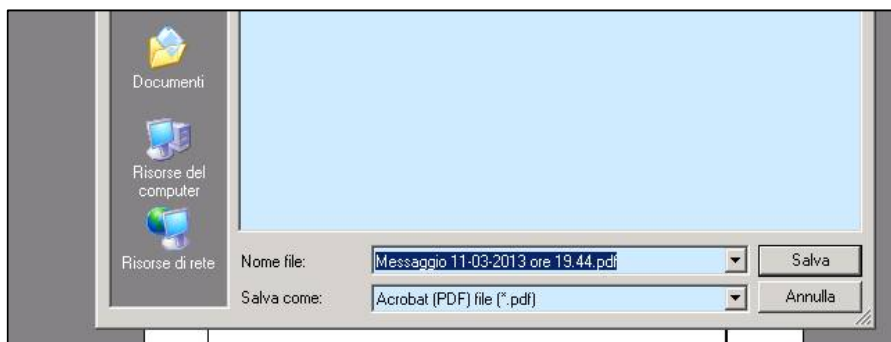 Documenti
Risorse del
computer
Risorse di rete
Nome file:
Messaggio 11-03-2013 ore 19.44.pdf
Salva
Salva come:
Acrobat (PDF) file (*.pdf)
Annulla